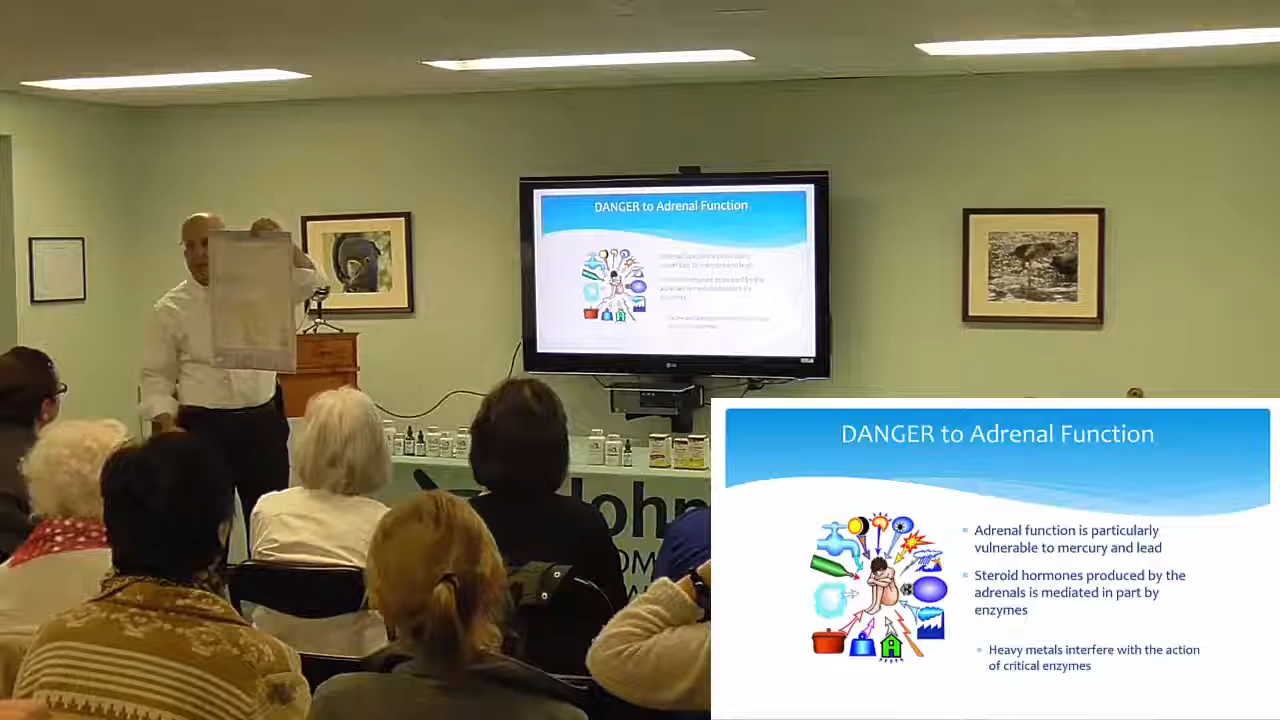 DANGER to Adrenal Function
John
OM
DANGER to Adrenal Function
Adrenal function is particularly
vulnerable to mercury and lead
Steroid hormones produced by the
adrenals is mediated in part by
enzymes
Heavy metals interfere with the action
of critical enzymes